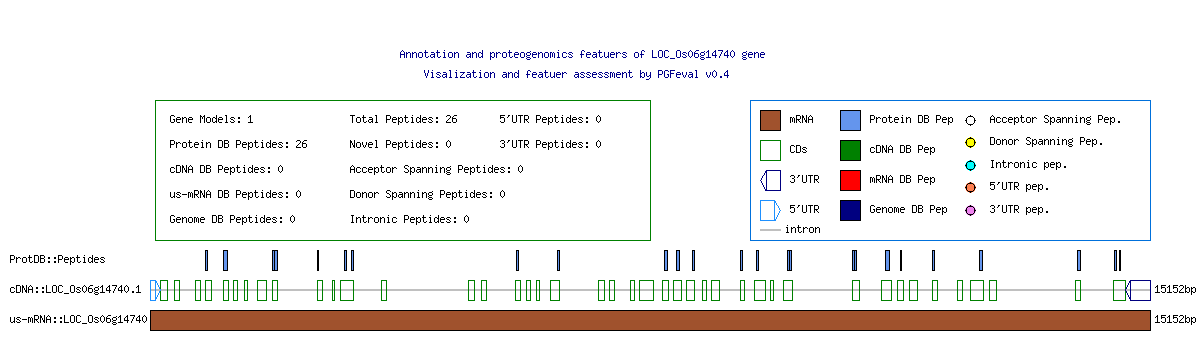 Annotation and proteogenomics featuers of LOC_Os06g14740 gene
Visalization and featuer assessment by PGFeval v0.4
Gene Models: 1 Total Peptides: 26 5'UTR Peptides: 0
Protein DB Peptides: 26 Novel Peptides: 0 3'UTR Peptides: 0
cDNA DB Peptides: 0 Acceptor Spanning Peptides: 0
us-mRNA DB Peptides: 0 Donor Spanning Peptides: 0
Genome DB Peptides: 0 Intronic Peptides: 0
mRNA Protein DB Pep Acceptor Spanning Pep.
CDs cDNA DB Pep Donor Spanning Pep.
3'UTR mRNA DB Pep Intronic pep.
5'UTR Genome DB Pep 5'UTR pep.
intron 3'UTR pep.
ProtDB::Peptides
cDNA::LOC_Os06g14740.1 15152bp
us-mRNA::LOC_Os06g14740 15152bp